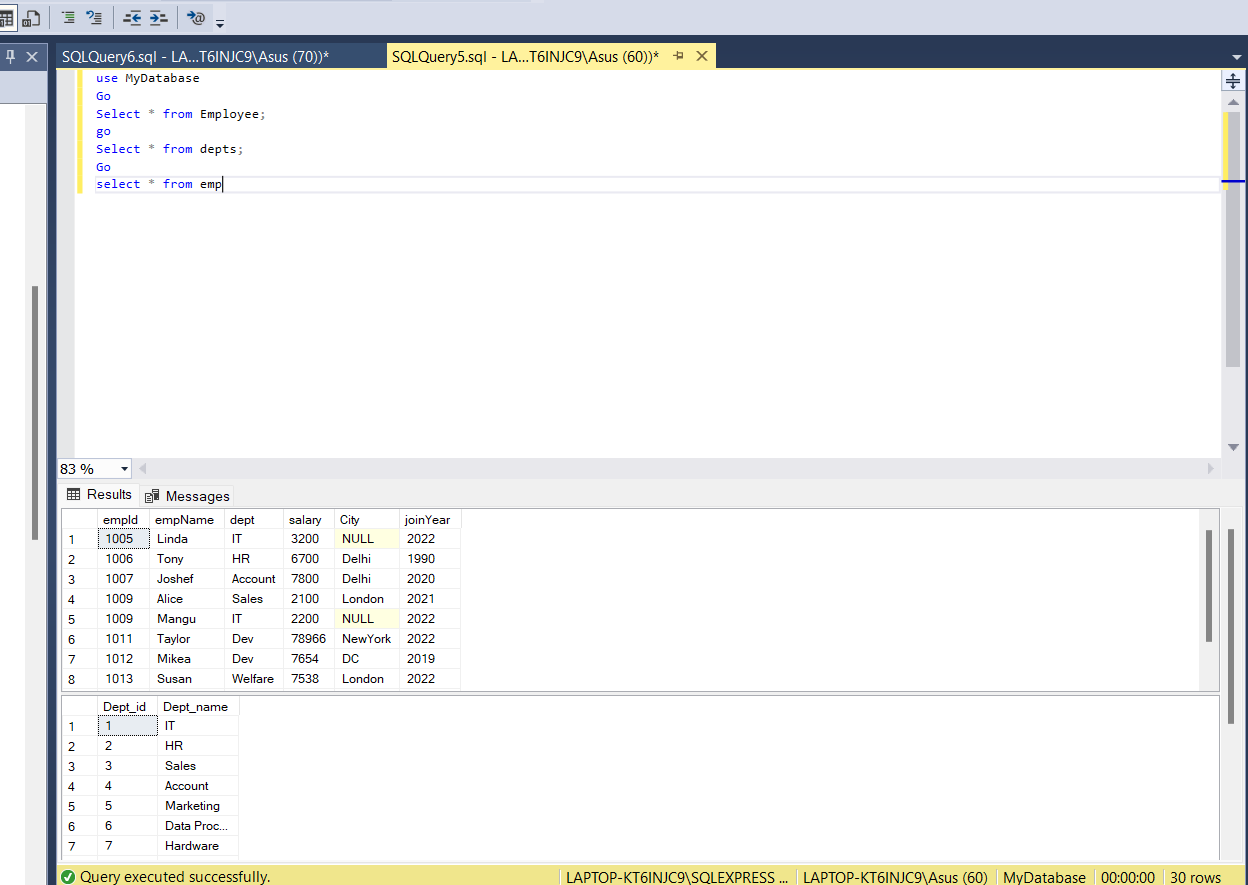 SQLQuery6.sql - LA...T6INJC9\Asus (70))*
SQLQuery5.sql - LA...T6INJC9\Asus (60))*
use MyDatabase
Go
Select * from Employee;
go
Select * from depts;
Go
select * from emp
83 %
Results
Messages
empId empName dept salary City joinYear
1 1005 Linda IT 3200 NULL 2022
2 1006 Tony HR 6700 Delhi 1990
3 1007 Joshef Account 7800 Delhi 2020
4 1009 Alice Sales 2100 London 2021
5 1009 Mangu IT 2200 NULL 2022
6 1011 Taylor Dev 78966 NewYork 2022
7 1012 Mikea Dev 7654 DC 2019
8 1013 Susan Welfare 7538 London 2022
Dept_id Dept_name
1 1 IT
2 2 HR
3 3 Sales
4 4 Account
5 5 Marketing
6 6 Data Proc...
7 7 Hardware
Query executed successfully.
LAPTOP-KT6INJC9\SQLEXPRESS ...
LAPTOP-KT6INJC9\Asus (60)
MyDatabase
00:00:00
30 rows